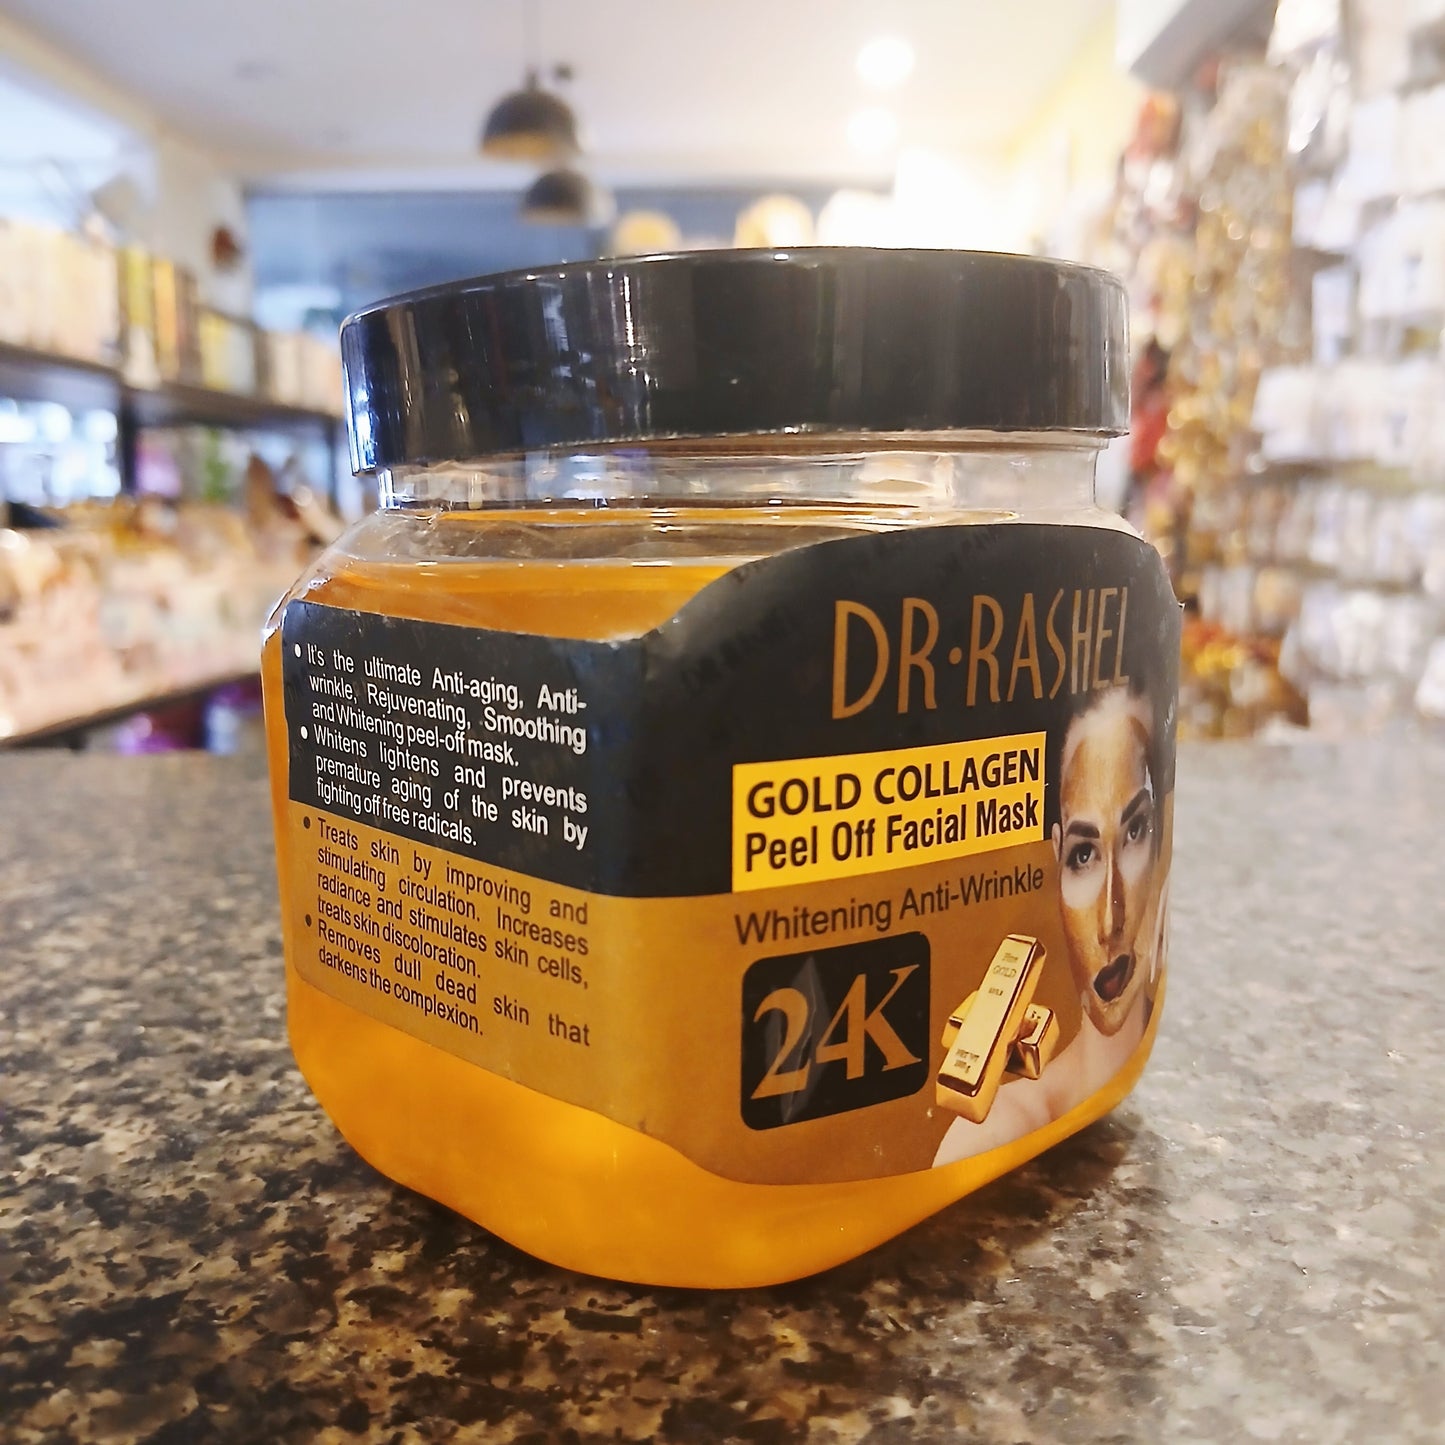 • It's the ultimate Anti-aging, Anti-
wrinkle, Rejuvenating, Smoothing
and Whitening peel-off mask.
• Whitens lightens and prevents
premature aging of the skin by
fighting off free radicals.
• Treats skin by improving and
stimulating circulation. Increases
radiance and stimulates skin cells,
treats skin discoloration.
• Removes dull dead skin that
darkens the complexion.
DR·RASHEL
GOLD COLLAGEN
Peel Off Facial Mask
Whitening Anti-Wrinkle
24K
GOLD